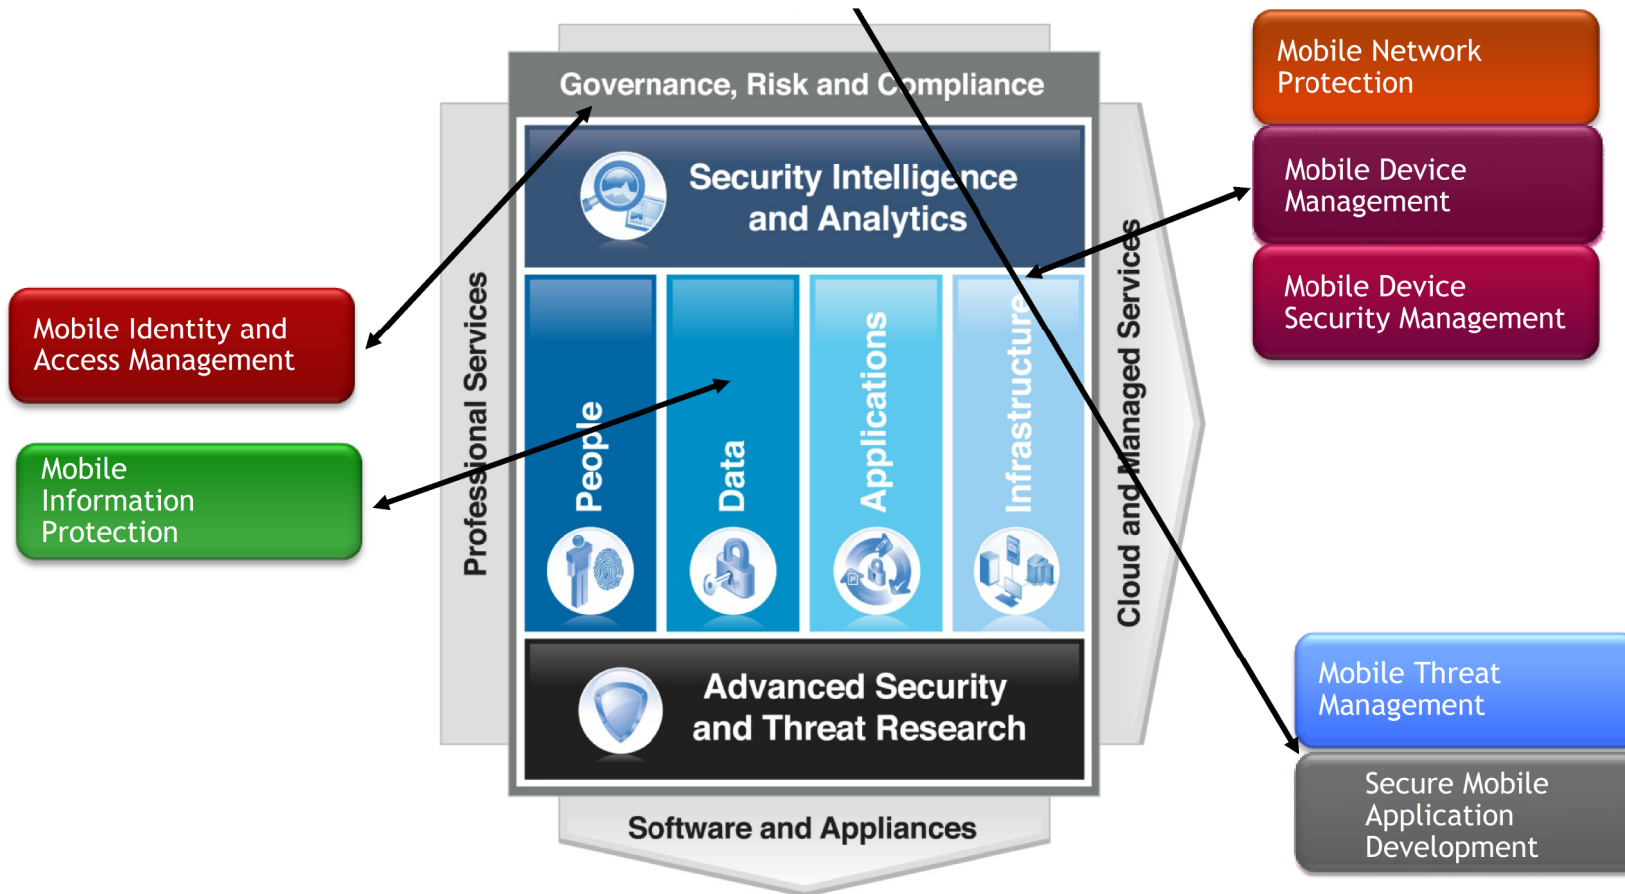 Governance, Risk and Compliance
Security Intelligence
and Analytics
Professional Services
People
Data
Applications
Infrastructure
Cloud and Managed Services
Advanced Security
and Threat Research
Software and Appliances
Mobile Identity and
Access Management
Mobile
Information
Protection
Mobile Network
Protection
Mobile Device
Management
Mobile Device
Security Management
Mobile Threat
Management
Secure Mobile
Application
Development